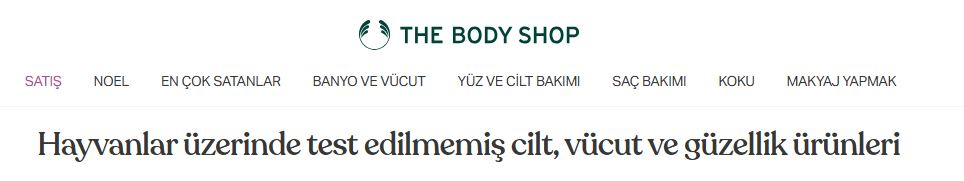 THE BODY SHOP
SATIŞ NOEL EN ÇOK SATANLAR BANYO VE VÜCUT YÜZ VE CİLT BAKIMI SAÇ BAKIMI KOKU MAKYAJ YAPMAK
Hayvanlar üzerinde test edilmemiş cilt, vücut ve güzellik ürünleri